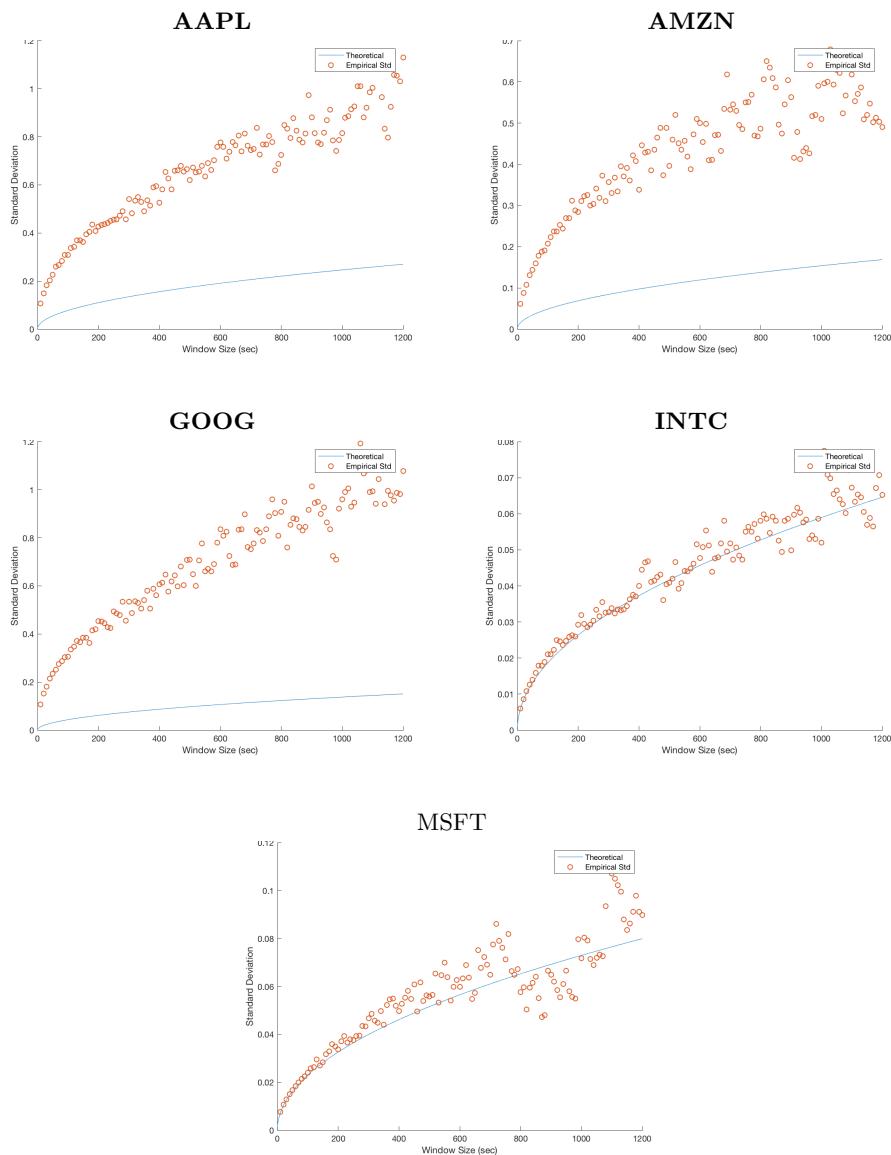 AAPL
AMZN
1.2
1
0.8
0.6
0.4
0.2
0
Standard Deviation
Theoretical
Empirical Std
0 200 400 600 800 1000 1200
Window Size (sec)
0.7
0.6
0.5
0.4
0.3
0.2
0.1
0
Standard Deviation
Theoretical
Empirical Std
0 200 400 600 800 1000 1200
Window Size (sec)
GOOG
INTC
1.2
1
0.8
0.6
0.4
0.2
0
Standard Deviation
Theoretical
Empirical Std
0 200 400 600 800 1000 1200
Window Size (sec)
0.08
0.07
0.06
0.05
0.04
0.03
0.02
0.01
0
Standard Deviation
Theoretical
Empirical Std
0 200 400 600 800 1000 1200
Window Size (sec)
MSFT
0.12
0.1
0.08
0.06
0.04
0.02
0
Standard Deviation
Theoretical
Empirical Std
0 200 400 600 800 1000 1200
Window Size (sec)